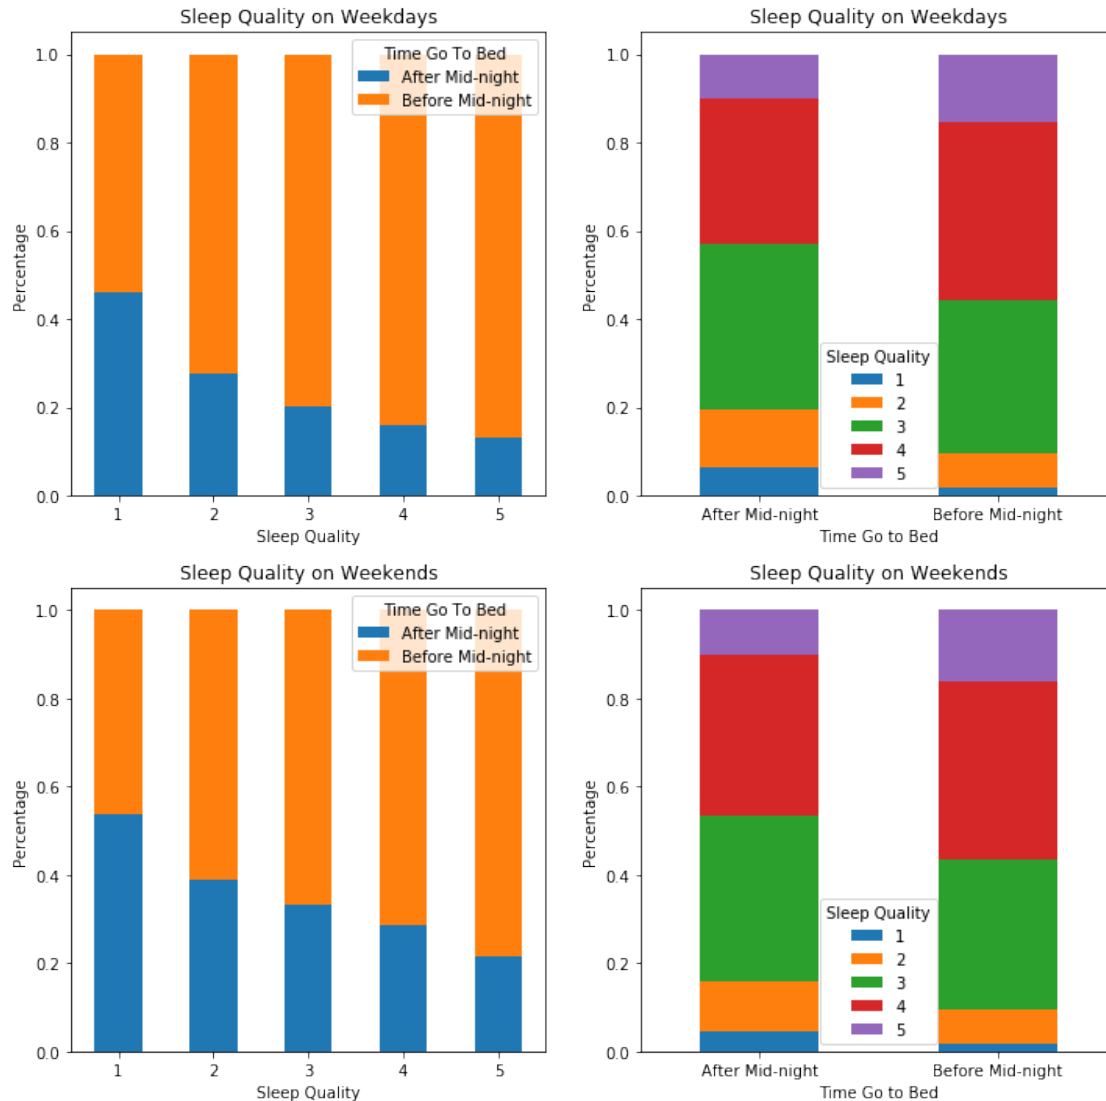 Sleep Quality on Weekdays
Percentage
1.0
0.8
0.6
0.4
0.2
0.0
Time Go To Bed
After Mid-night
Before Mid-night
1 2 3 4 5
Sleep Quality
Sleep Quality on Weekdays
Percentage
1.0
0.8
0.6
0.4
0.2
0.0
Sleep Quality
1
2
3
4
5
After Mid-night Before Mid-night
Time Go to Bed
Sleep Quality on Weekends
Percentage
1.0
0.8
0.6
0.4
0.2
0.0
Time Go To Bed
After Mid-night
Before Mid-night
1 2 3 4 5
Sleep Quality
Sleep Quality on Weekends
Percentage
1.0
0.8
0.6
0.4
0.2
0.0
Sleep Quality
1
2
3
4
5
After Mid-night Before Mid-night
Time Go to Bed